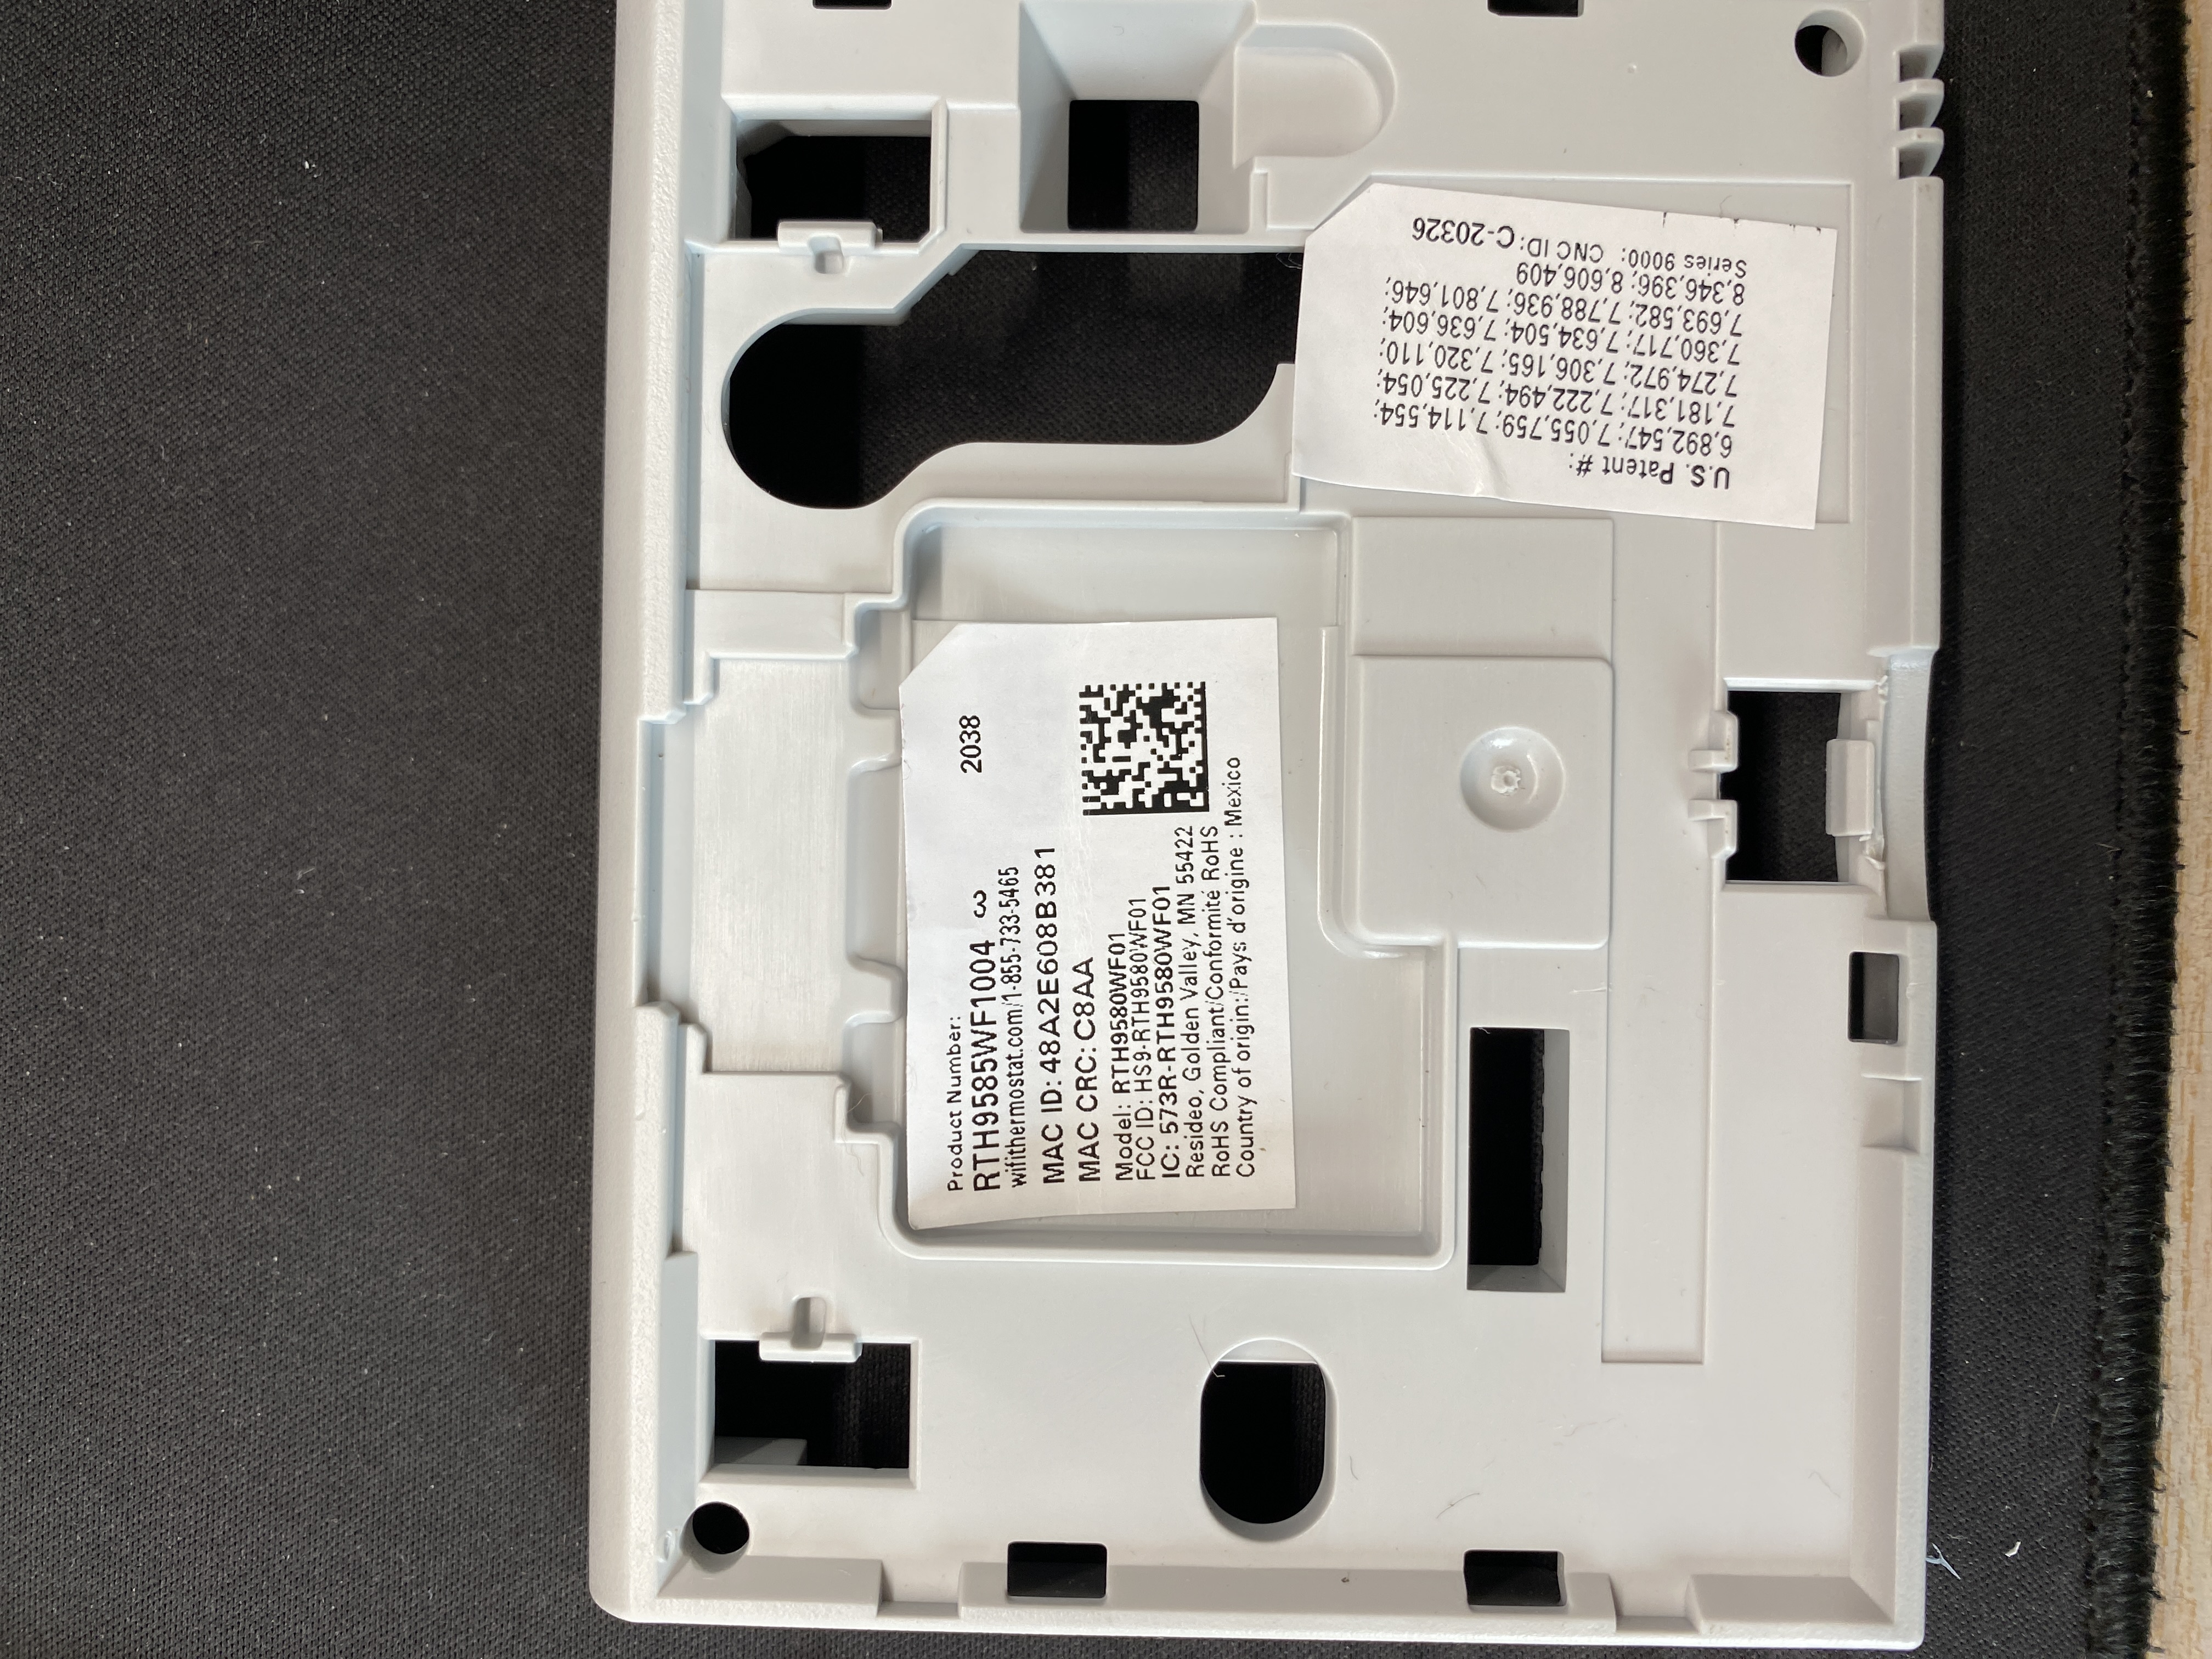 Product Number:
RTH9585WF1004 3 2038
wifithermostat.com/1-855-733-5465
MAC ID: 48A2E608B381
MAC CRC: C8AA
Model: RTH9580WF01
FCC ID: HS9-RTH9580WF01
IC: 573R-RTH9580WF01
Resideo, Golden Valley, MN 55422
RoHS Compliant/Conformité RoHS
Country of origin:/Pays d'origine : Mexico
U.S. Patent #:
6,892,547; 7,055,759; 7,114,554;
7,181,317; 7,222,494; 7,225,054;
7,274,972; 7,306,165; 7,320,110;
7,360,717; 7,634,504; 7,636,604;
7,693,582; 7,788,936; 7,801,646;
8,346,396; 8,606,409
Series 9000: CNC ID: C-20326